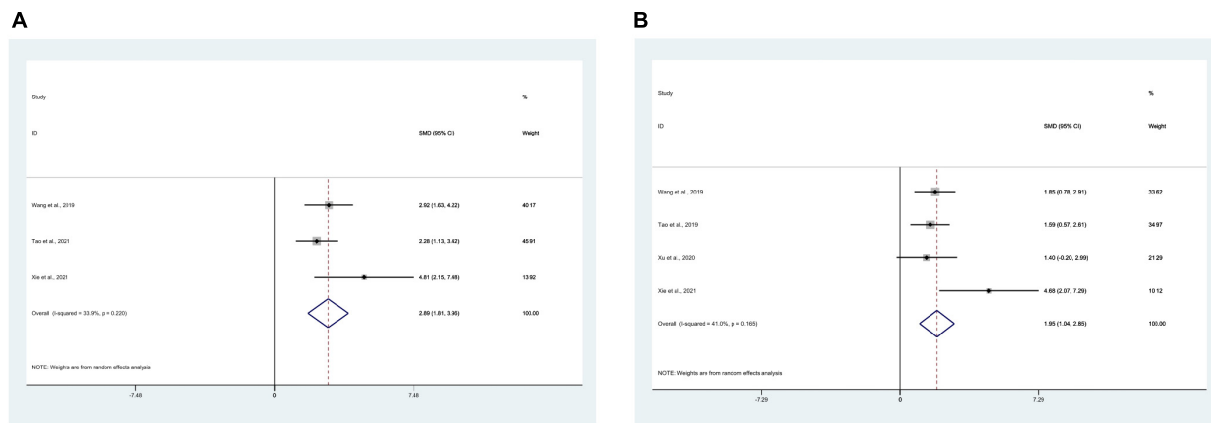 A
Study %
ID SMD (95% CI) Weight
Wang et al., 2019 2.92 (1.63, 4.22) 40.17
Tao et al., 2021 2.28 (1.13, 3.42) 45.91
Xie et al., 2021 4.81 (2.15, 7.48) 13.92
Overall (I-squared = 33.9%, p = 0.220) 2.89 (1.81, 3.96) 100.00
NOTE: Weights are from random effects analysis
-7.48 0 7.48
B
Study %
ID SMD (95% CI) Weight
Wang et al., 2019 1.85 (0.78, 2.91) 33.62
Tao et al., 2019 1.59 (0.57, 2.61) 34.97
Xu et al., 2020 1.40 (-0.20, 2.99) 21.29
Xie et al., 2021 4.68 (2.07, 7.29) 10.12
Overall (I-squared = 41.0%, p = 0.165) 1.95 (1.04, 2.85) 100.00
NOTE: Weights are from random effects analysis
-7.29 0 7.29